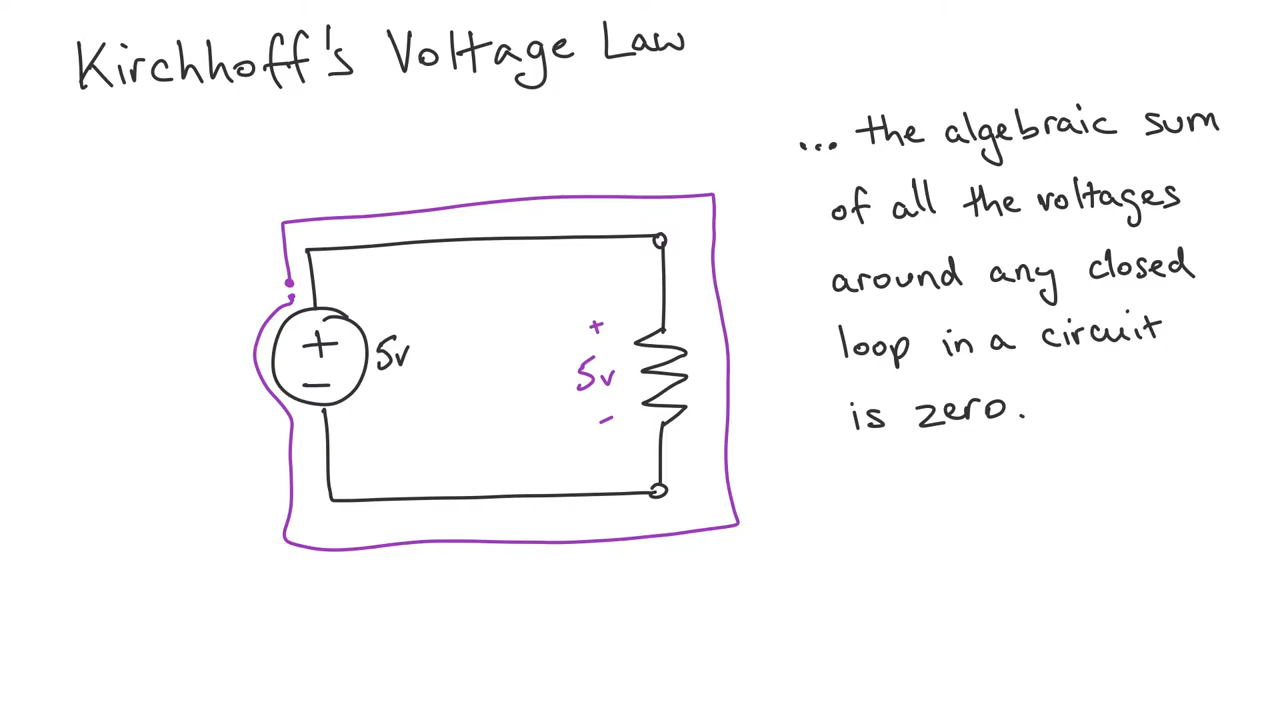 Kirchhoff's Voltage Law
... the algebraic sum
of all the voltages
around any closed
loop in a circuit
is zero.
+
5v
-
+
5v
-